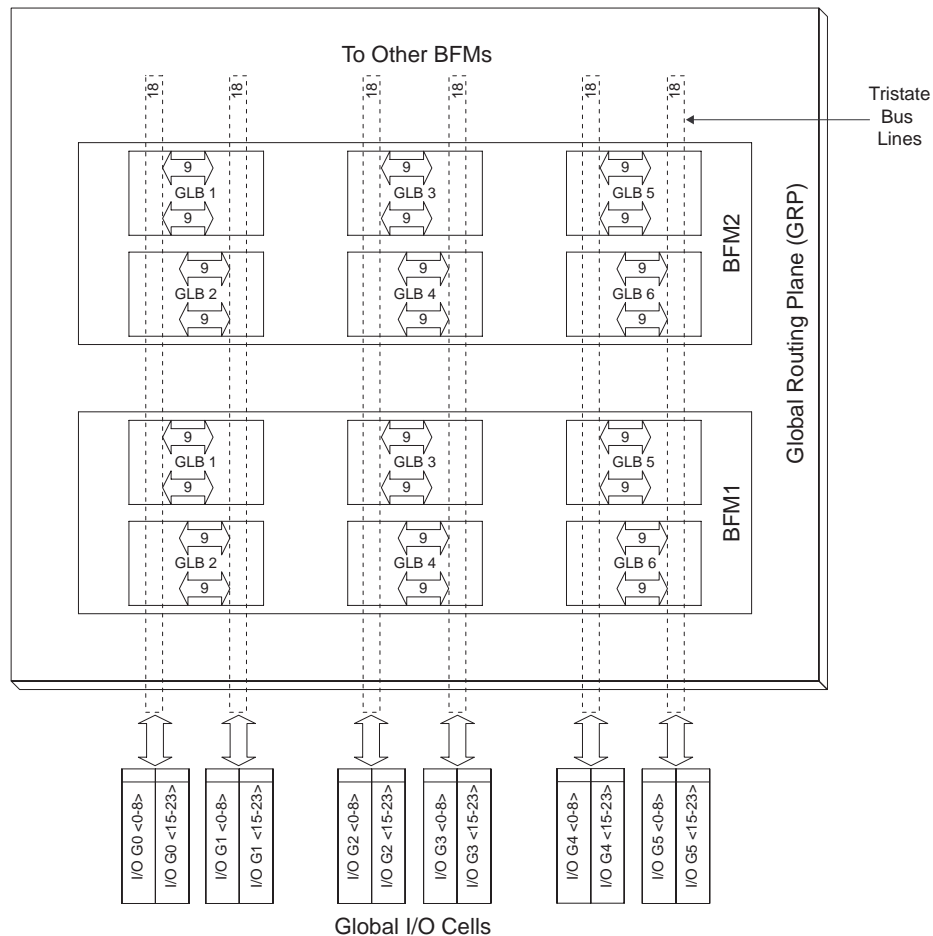 To Other BFMs
18
18
18
18
18
18
Tristate
Bus
Lines
9
GLB 1
9
9
GLB 3
9
9
GLB 5
9
9
GLB 2
9
9
GLB 4
9
9
GLB 6
9
BFM2
Global Routing Plane (GRP)
9
GLB 1
9
9
GLB 3
9
9
GLB 5
9
9
GLB 2
9
9
GLB 4
9
9
GLB 6
9
BFM1
I/O G0 <0-8>
I/O G0 <15-23>
I/O G1 <0-8>
I/O G1 <15-23>
I/O G2 <0-8>
I/O G2 <15-23>
I/O G3 <0-8>
I/O G3 <15-23>
I/O G4 <0-8>
I/O G4 <15-23>
I/O G5 <0-8>
I/O G5 <15-23>
Global I/O Cells